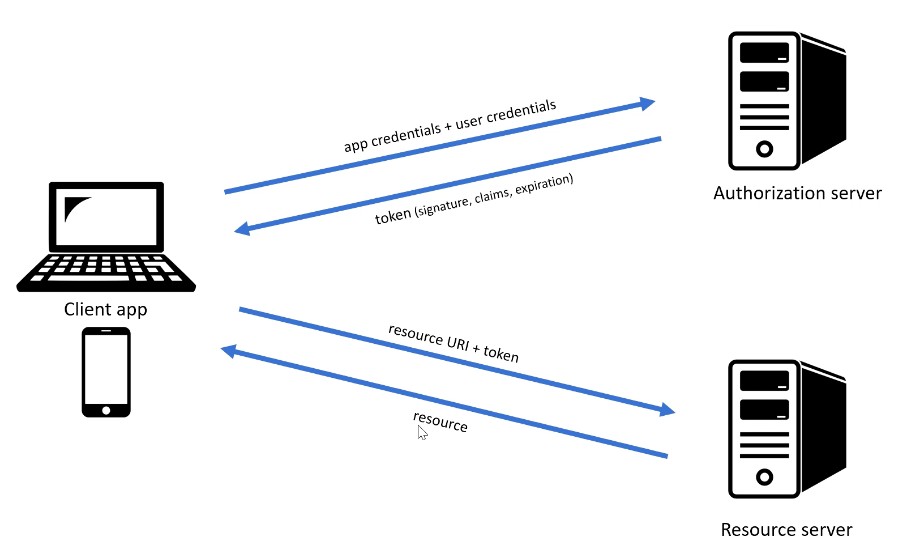 app credentials + user credentials
Authorization server
token (signature, claims, expiration)
Client app
resource URI + token
resource
Resource server